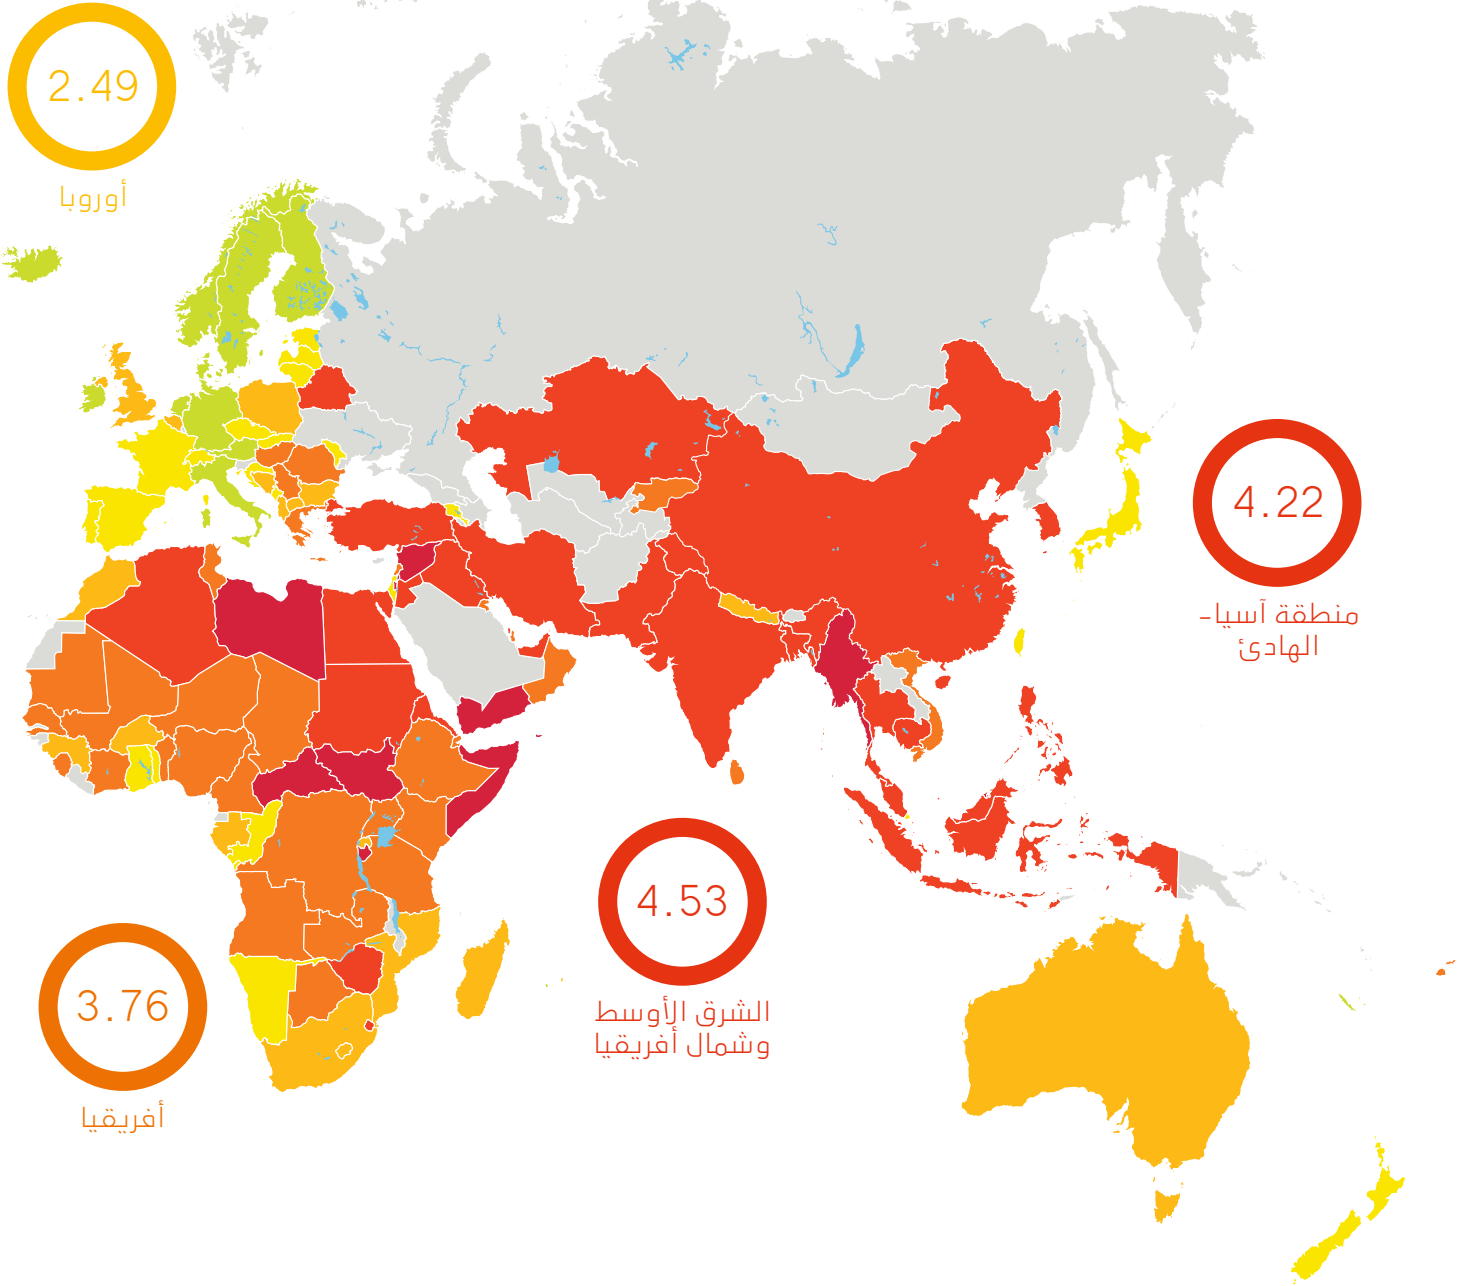 2.49
أوروبا
4.22
منطقة آسيا-
الهادئ
4.53
الشرق الأوسط
وشمال أفريقيا
3.76
أفريقيا